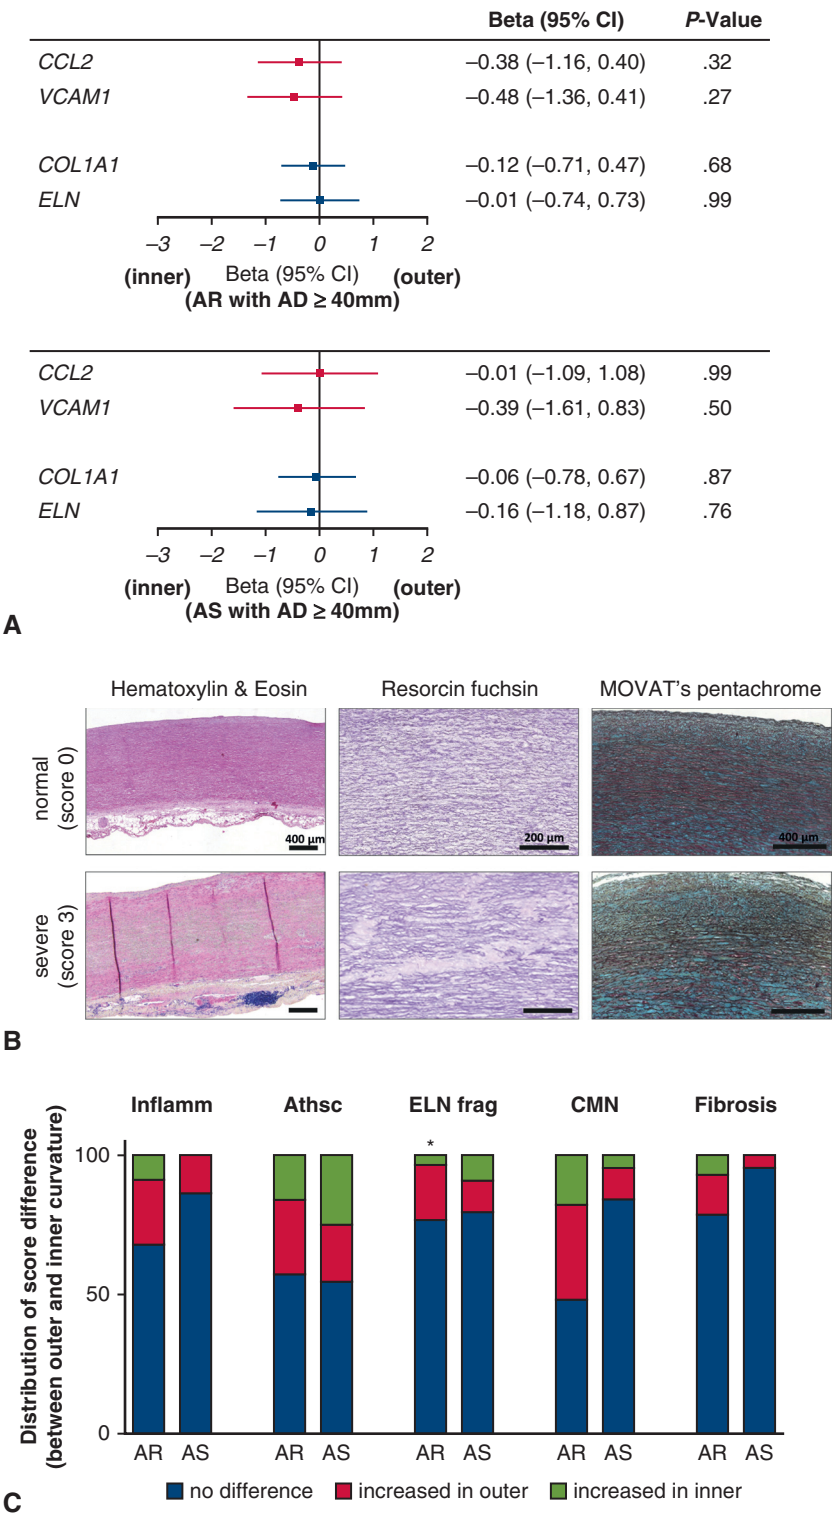 Beta (95% CI) P-Value
CCL2 –0.38 (–1.16, 0.40) .32
VCAM1 –0.48 (–1.36, 0.41) .27
COL1A1 –0.12 (–0.71, 0.47) .68
ELN –0.01 (–0.74, 0.73) .99
–3 –2 –1 0 1 2
(inner) Beta (95% CI) (outer)
(AR with AD ≥ 40mm)
CCL2 –0.01 (–1.09, 1.08) .99
VCAM1 –0.39 (–1.61, 0.83) .50
COL1A1 –0.06 (–0.78, 0.67) .87
ELN –0.16 (–1.18, 0.87) .76
–3 –2 –1 0 1 2
(inner) Beta (95% CI) (outer)
(AS with AD ≥ 40mm)
A
Hematoxylin & Eosin Resorcin fuchsin MOVAT's pentachrome
normal
(score 0)
400 µm 200 µm 400 µm
severe
(score 3)
B
Inflamm Athsc ELN frag CMN Fibrosis
Distribution of score difference
(between outer and inner curvature)
*
100
50
0
AR AS AR AS AR AS AR AS AR AS
no difference increased in outer increased in inner
C